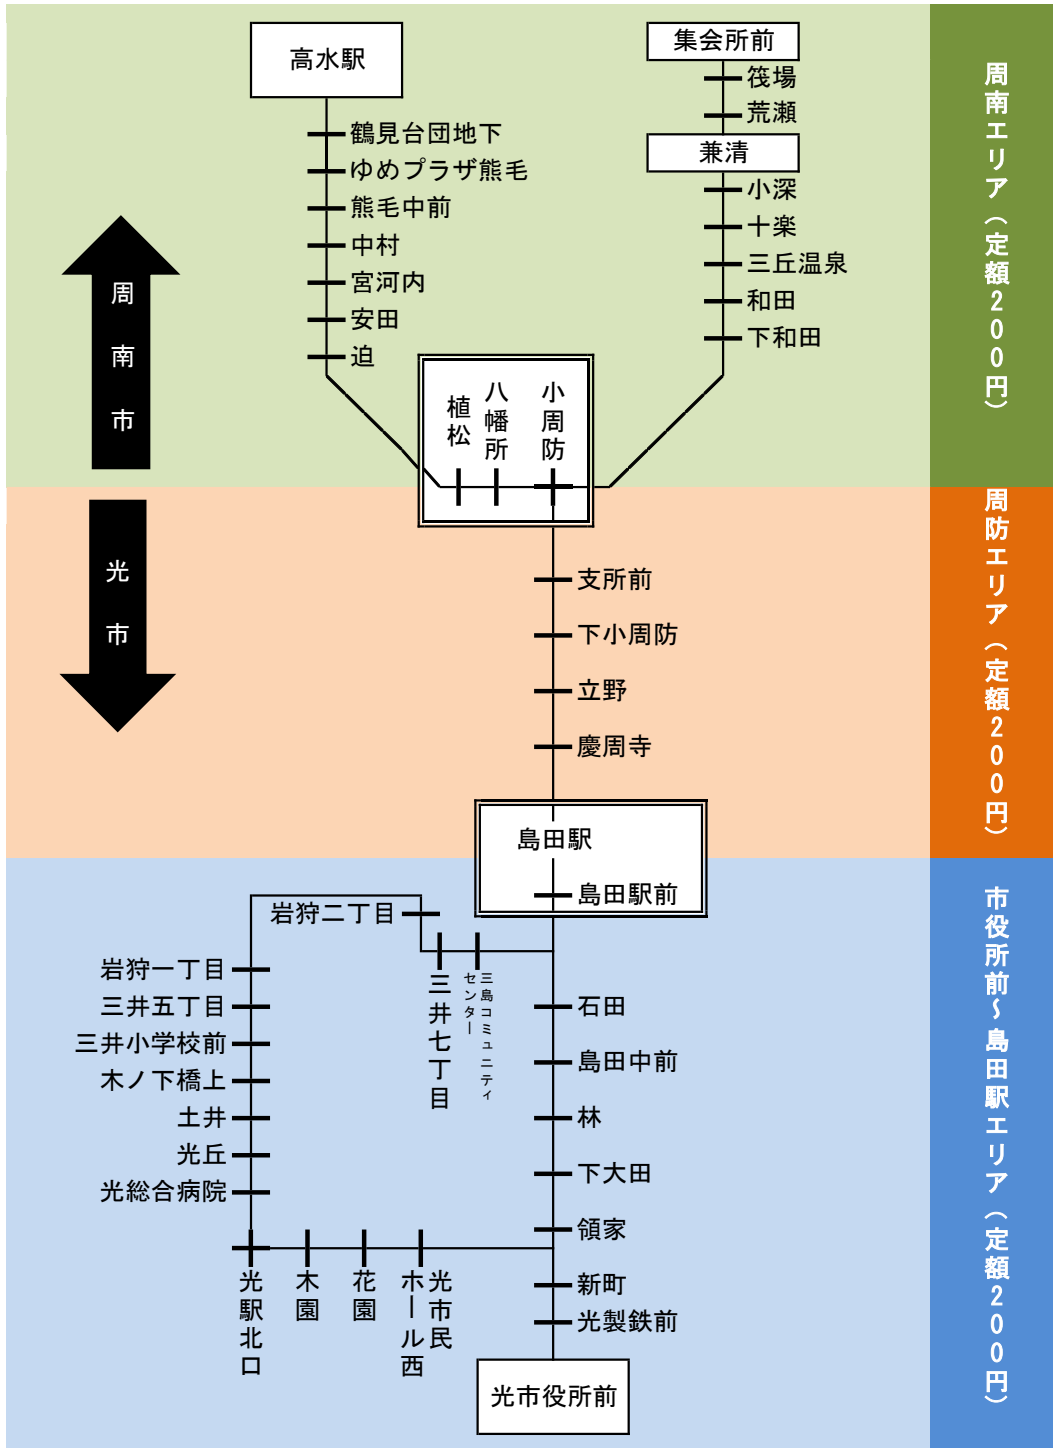 高水駅
鶴見台団地下
ゆめプラザ熊毛
熊毛中前
中村
宮河内
安田
迫
集会所前
筏場
荒瀬
兼清
小深
十楽
三丘温泉
和田
下和田
植松
八幡所
小周防
周南市
光市
周南エリア（定額200円）
周防エリア（定額200円）
支所前
下小周防
立野
慶周寺
島田駅
島田駅前
岩狩二丁目
三井七丁目
三島コミュニティ
センター
岩狩一丁目
三井五丁目
三井小学校前
木ノ下橋上
土井
光丘
光総合病院
光駅北口
木園
花園
光市民
ホール西
石田
島田中前
林
下大田
領家
新町
光製鉄前
光市役所前
市役所前～島田駅エリア（定額200円）